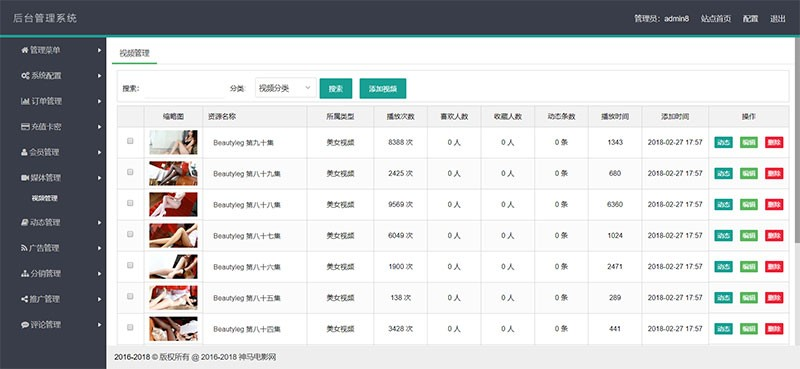 后台管理系统
管理员：admin8 站点首页 配置 退出
管理菜单
系统配置
订单管理
充值卡密
会员管理
媒体管理
视频管理
动态管理
广告管理
分销管理
推广管理
评论管理
视频管理
搜索： 分类: 视频分类 搜索 添加视频
缩略图 资源名称 所属类型 播放次数 喜欢人数 收藏人数 动态条数 播放时间 添加时间 操作
Beautyleg 第九十集 美女视频 8388 次 0 人 0 人 0 条 1343 2018-02-27 17:57 动态 编辑 删除
Beautyleg 第八十九集 美女视频 2425 次 0 人 0 人 0 条 680 2018-02-27 17:57 动态 编辑 删除
Beautyleg 第八十八集 美女视频 9569 次 0 人 0 人 0 条 6360 2018-02-27 17:57 动态 编辑 删除
Beautyleg 第八十七集 美女视频 6049 次 0 人 0 人 0 条 1024 2018-02-27 17:57 动态 编辑 删除
Beautyleg 第八十六集 美女视频 1900 次 0 人 0 人 0 条 2471 2018-02-27 17:57 动态 编辑 删除
Beautyleg 第八十五集 美女视频 138 次 0 人 0 人 0 条 289 2018-02-27 17:57 动态 编辑 删除
Beautyleg 第八十四集 美女视频 3428 次 0 人 0 人 0 条 441 2018-02-27 17:57 动态 编辑 删除
2016-2018 © 版权所有 @ 2016-2018 神马电影网